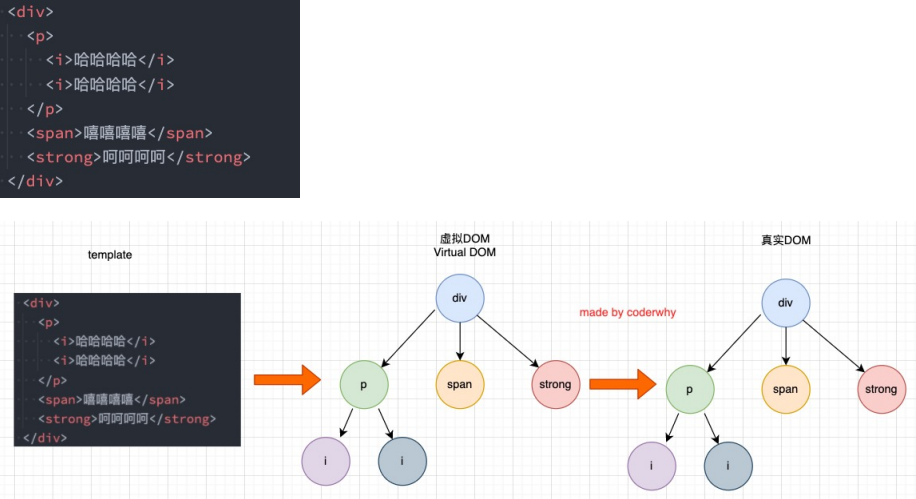 <div>
<p>
<i>哈哈哈哈</i>
<i>哈哈哈哈</i>
</p>
<span>嘻嘻嘻嘻</span>
<strong>呵呵呵呵</strong>
</div>
template
虚拟DOM
Virtual DOM
真实DOM
made by coderwhy
<div>
<p>
<i>哈哈哈哈</i>
<i>哈哈哈哈</i>
</p>
<span>嘻嘻嘻嘻</span>
<strong>呵呵呵呵</strong>
</div>
div
p
span
strong
i
i
div
p
span
strong
i
i